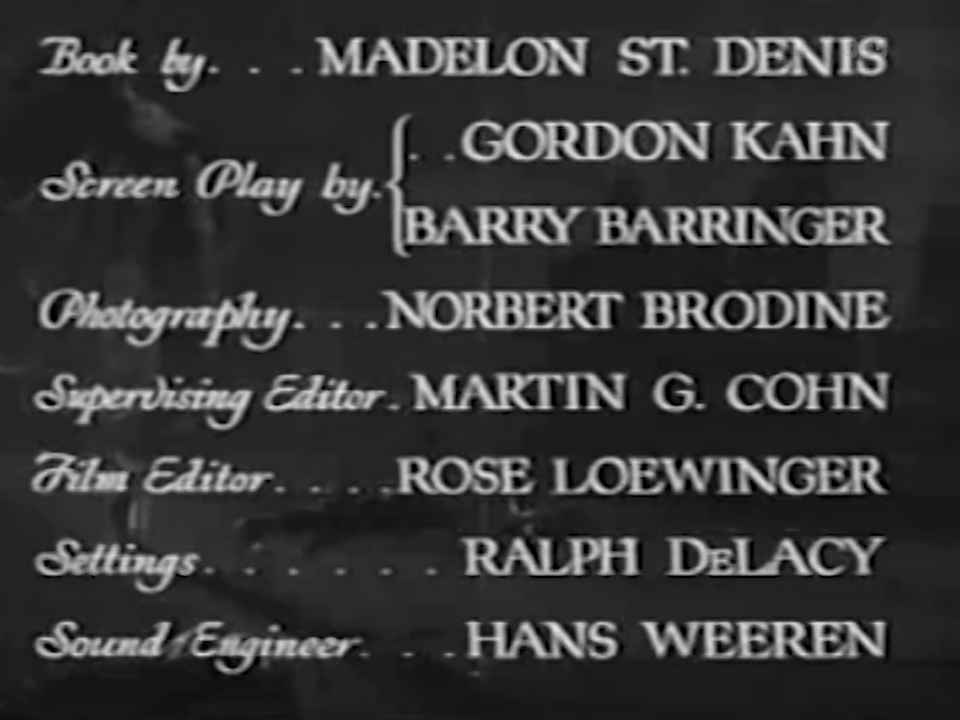 Book by. . . MADELON ST. DENIS
Screen Play by. { . . GORDON KAHN
BARRY BARRINGER
Photography. . . NORBERT BRODINE
Supervising Editor. MARTIN G. COHN
Film Editor. . . . ROSE LOEWINGER
Settings. . . . . . RALPH DeLACY
Sound Engineer. . . HANS WEEREN